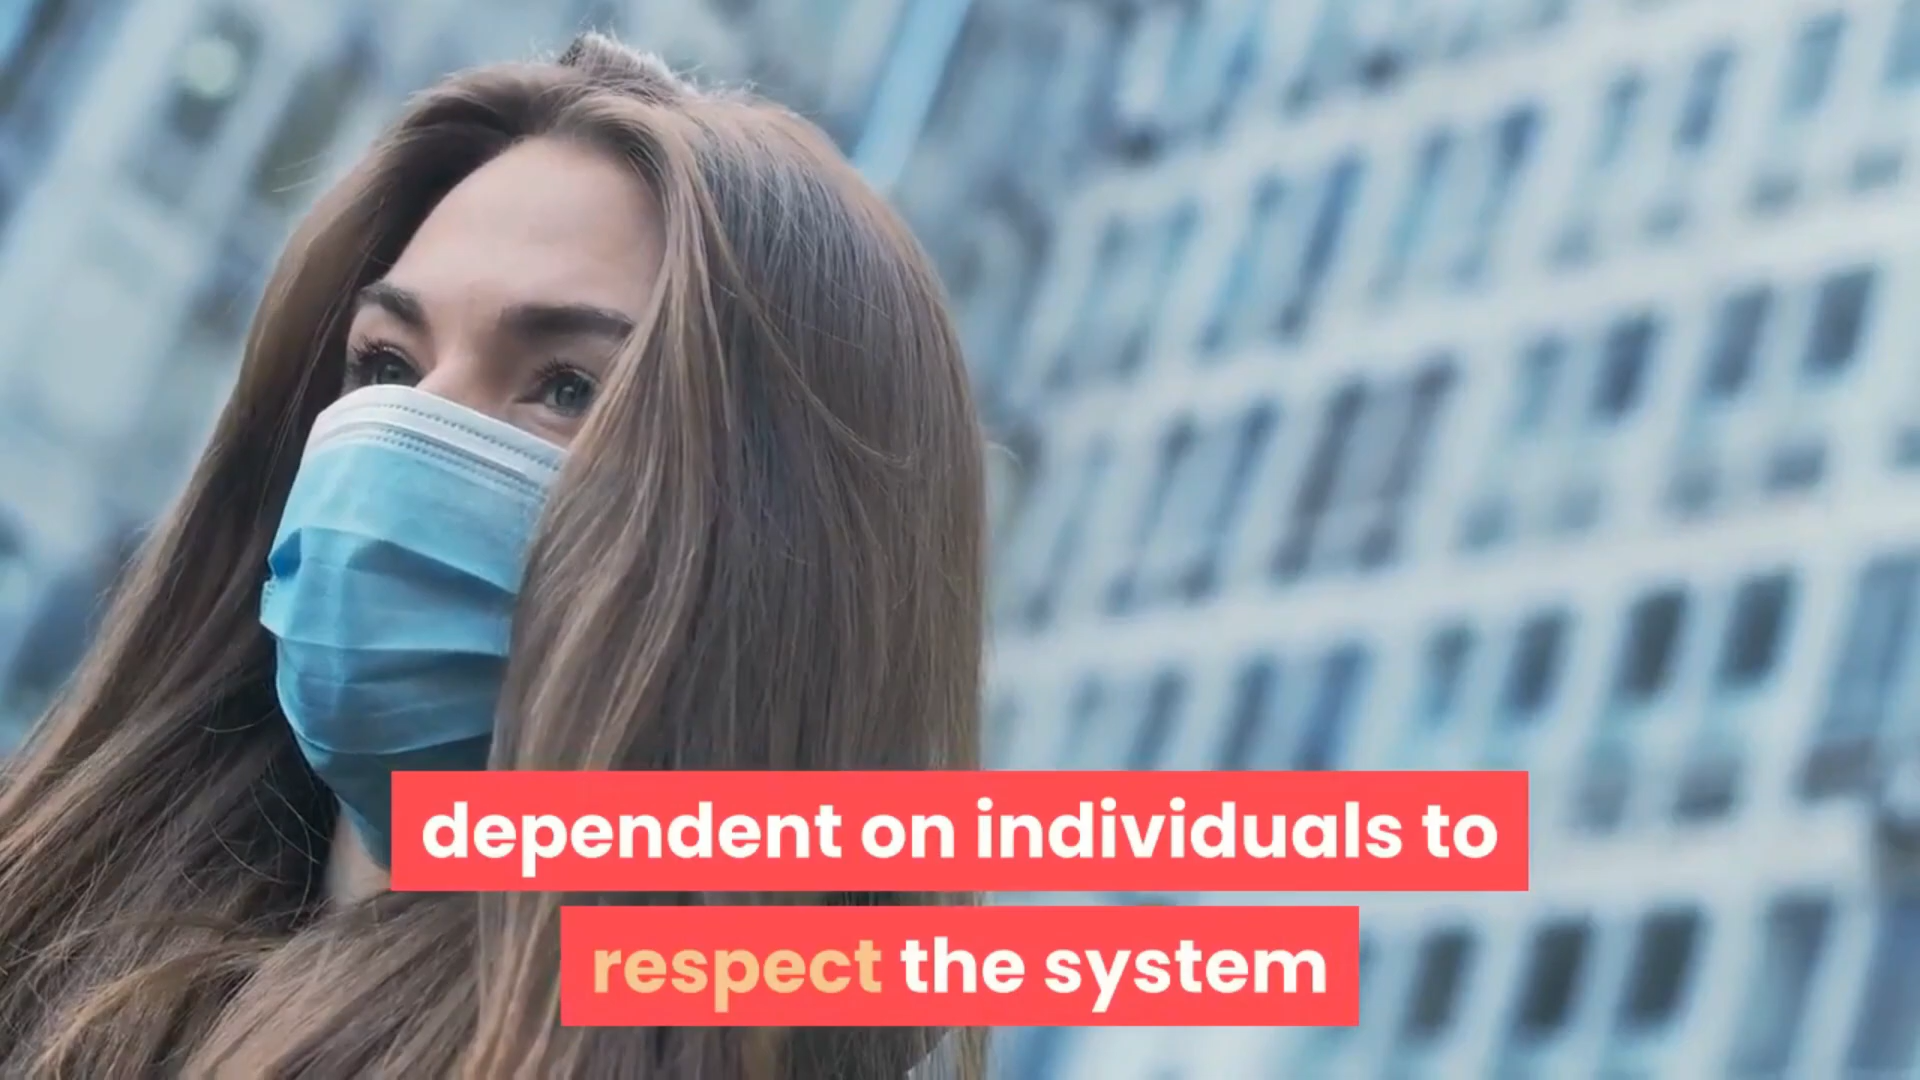 dependent on individuals to
respect the system